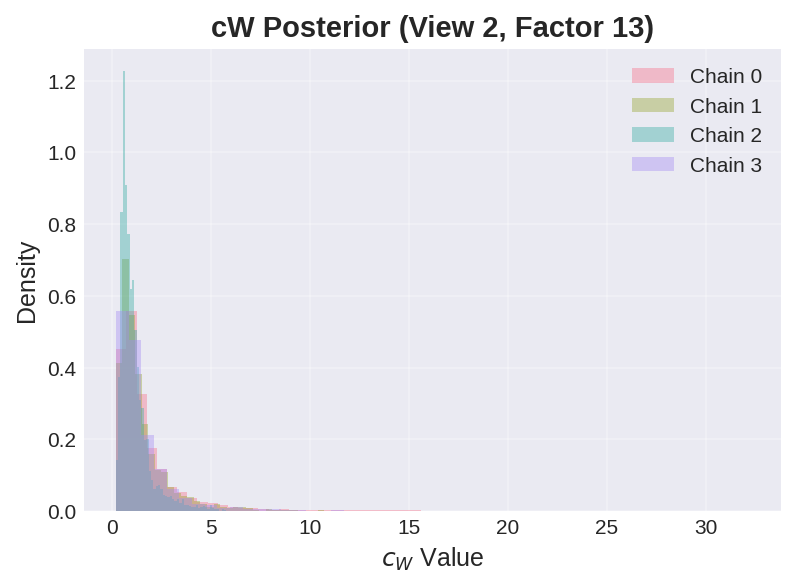 cW Posterior (View 2, Factor 13)
Chain 0
Chain 1
Chain 2
Chain 3
Density
1.2
1.0
0.8
0.6
0.4
0.2
0.0
0 5 10 15 20 25 30
c_W Value